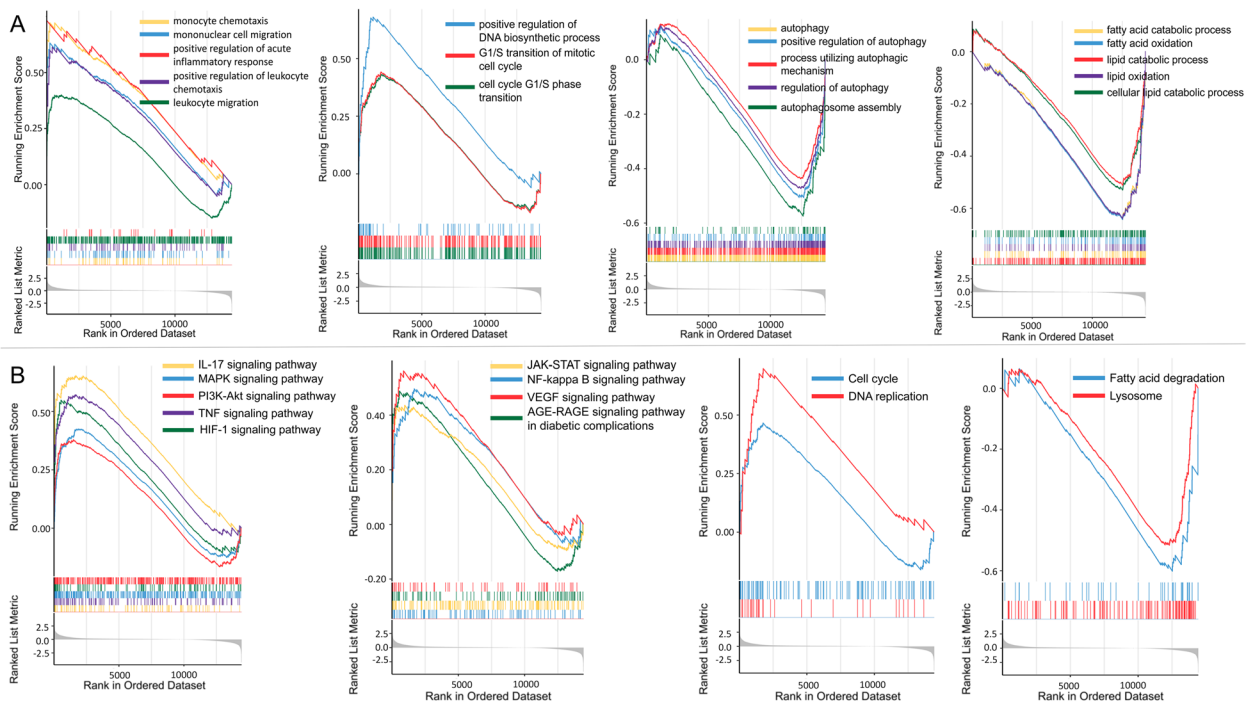 A
monocyte chemotaxis
mononuclear cell migration
positive regulation of acute
inflammatory response
positive regulation of leukocyte
chemotaxis
leukocyte migration
Running Enrichment Score
0.50
0.25
0.00
Ranked List Metric
2.5
0.0
-2.5
5000
10000
Rank in Ordered Dataset
positive regulation of
DNA biosynthetic process
G1/S transition of mitotic
cell cycle
cell cycle G1/S phase
transition
Running Enrichment Score
0.50
0.25
0.00
Ranked List Metric
2.5
0.0
-2.5
5000
10000
Rank in Ordered Dataset
autophagy
positive regulation of autophagy
process utilizing autophagic
mechanism
regulation of autophagy
autophagosome assembly
Running Enrichment Score
0.0
-0.2
-0.4
-0.6
Ranked List Metric
2.5
0.0
-2.5
5000
10000
Rank in Ordered Dataset
fatty acid catabolic process
fatty acid oxidation
lipid catabolic process
lipid oxidation
cellular lipid catabolic process
Running Enrichment Score
0.0
-0.2
-0.4
-0.6
Ranked List Metric
2.5
0.0
-2.5
5000
10000
Rank in Ordered Dataset
B
IL-17 signaling pathway
MAPK signaling pathway
PI3K-Akt signaling pathway
TNF signaling pathway
HIF-1 signaling pathway
Running Enrichment Score
0.50
0.25
0.00
Ranked List Metric
2.5
0.0
-2.5
5000
10000
Rank in Ordered Dataset
JAK-STAT signaling pathway
NF-kappa B signaling pathway
VEGF signaling pathway
AGE-RAGE signaling pathway
in diabetic complications
Running Enrichment Score
0.40
0.20
0.00
-0.20
Ranked List Metric
2.5
0.0
-2.5
5000
10000
Rank in Ordered Dataset
Cell cycle
DNA replication
Running Enrichment Score
0.50
0.25
0.00
Ranked List Metric
2.5
0.0
-2.5
5000
10000
Rank in Ordered Dataset
Fatty acid degradation
Lysosome
Running Enrichment Score
0.0
-0.2
-0.4
-0.6
Ranked List Metric
2.5
0.0
-2.5
5000
10000
Rank in Ordered Dataset